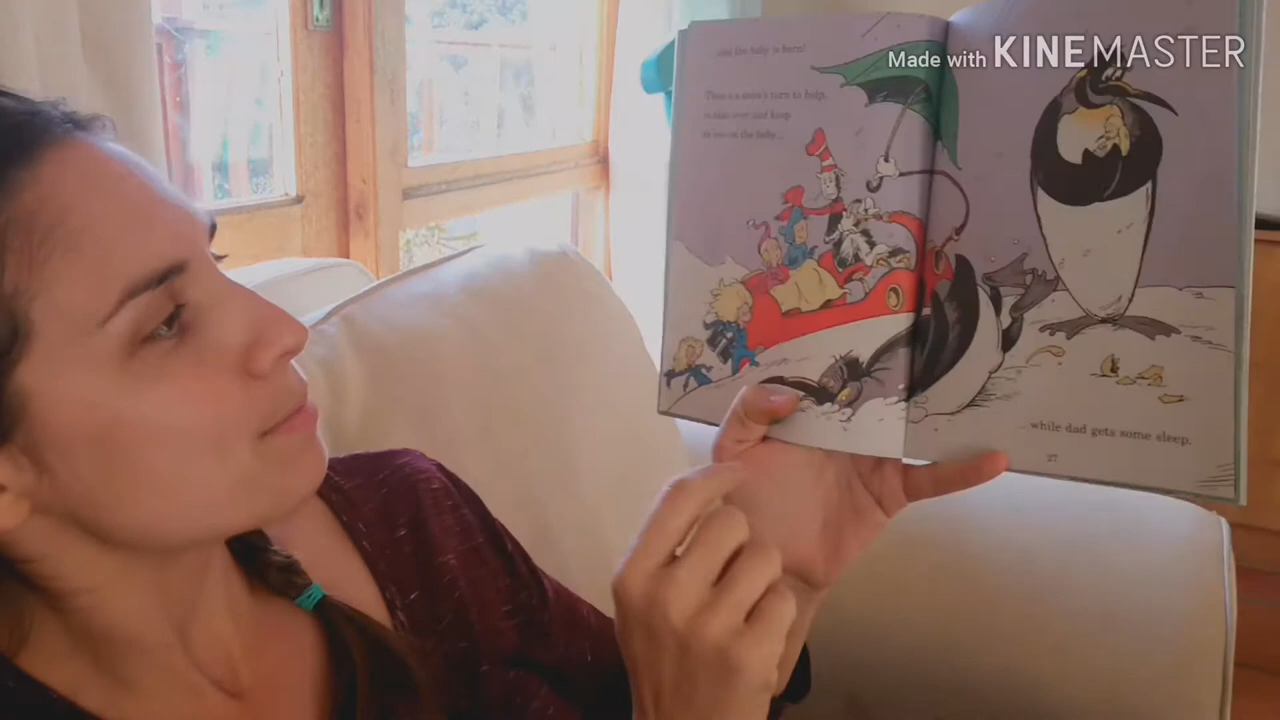 Made with KINEMASTER
and the baby is born!
Then it's mom's turn to help,
to take over and keep
an eye on the baby...
while dad gets some sleep.
27